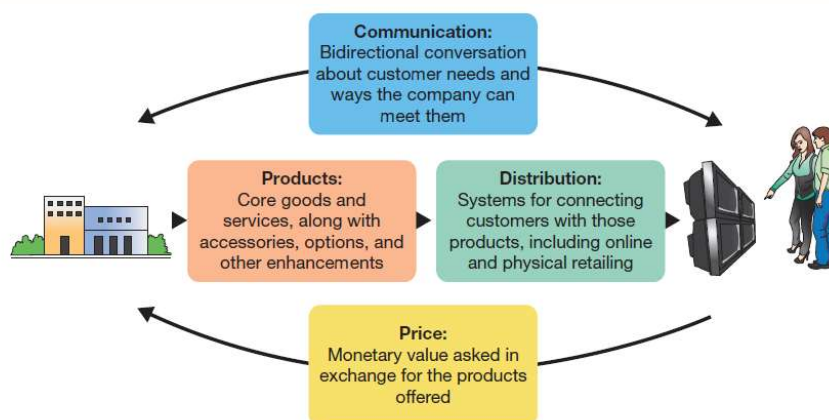 Communication:
Bidirectional conversation
about customer needs and
ways the company can
meet them
Products:
Core goods and
services, along with
accessories, options, and
other enhancements
Distribution:
Systems for connecting
customers with those
products, including online
and physical retailing
Price:
Monetary value asked in
exchange for the products
offered